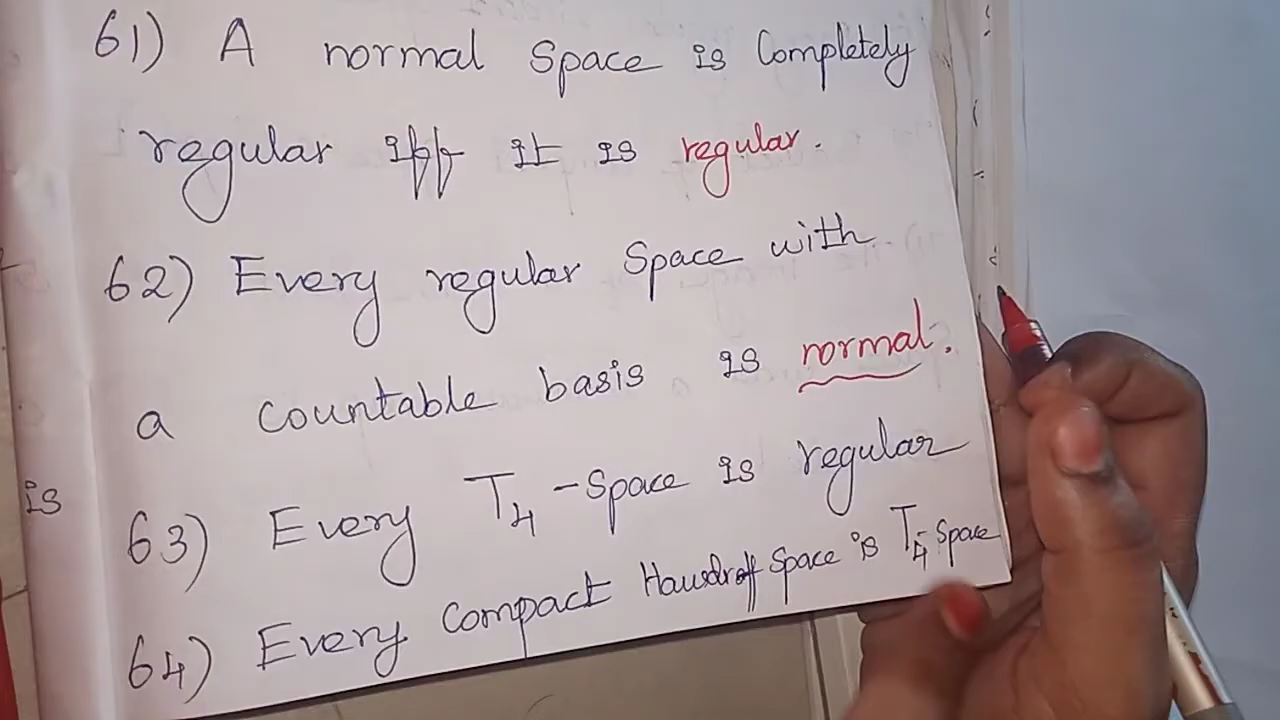 61) A normal Space is Completely
regular iff it is regular.
62) Every regular Space with
a countable basis is normal.
63) Every T₄-Space is regular
64) Every Compact Hausdroff Space is T₄-Space
is